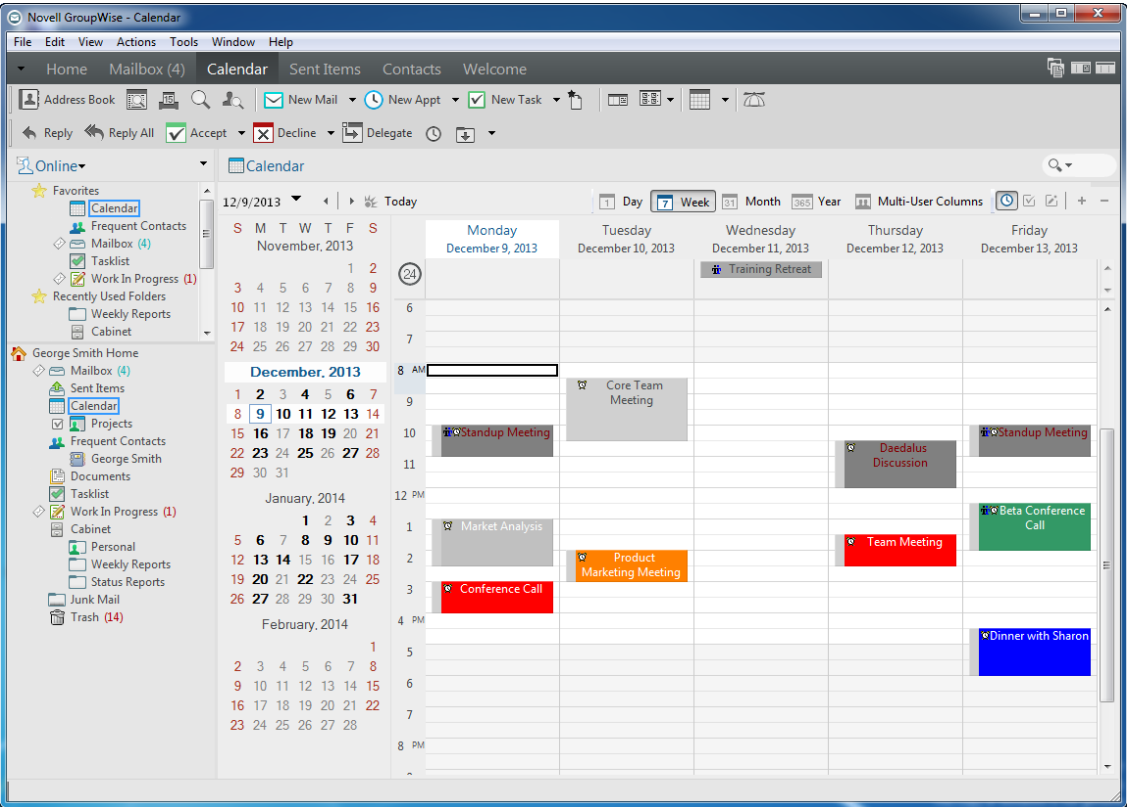 Novell GroupWise - Calendar
File Edit View Actions Tools Window Help
Home Mailbox (4) Calendar Sent Items Contacts Welcome
Address Book 15 New Mail New Appt New Task
Reply Reply All Accept Decline Delegate
Online
Calendar
Favorites
Calendar
Frequent Contacts
Mailbox (4)
Tasklist
Work In Progress (1)
Recently Used Folders
Weekly Reports
Cabinet
George Smith Home
Mailbox (4)
Sent Items
Calendar
Projects
Frequent Contacts
George Smith
Documents
Tasklist
Work In Progress (1)
Cabinet
Personal
Weekly Reports
Status Reports
Junk Mail
Trash (14)
12/9/2013 Today
1 Day 7 Week 31 Month 365 Year Multi-User Columns
S M T W T F S
November, 2013
1 2
3 4 5 6 7 8 9
10 11 12 13 14 15 16
17 18 19 20 21 22 23
24 25 26 27 28 29 30
December, 2013
1 2 3 4 5 6 7
8 9 10 11 12 13 14
15 16 17 18 19 20 21
22 23 24 25 26 27 28
29 30 31
January, 2014
1 2 3 4
5 6 7 8 9 10 11
12 13 14 15 16 17 18
19 20 21 22 23 24 25
26 27 28 29 30 31
February, 2014
1
2 3 4 5 6 7 8
9 10 11 12 13 14 15
16 17 18 19 20 21 22
23 24 25 26 27 28
Monday Tuesday Wednesday Thursday Friday
December 9, 2013 December 10, 2013 December 11, 2013 December 12, 2013 December 13, 2013
24 Training Retreat
6
7
8 AM
Core Team
Meeting
9
10 Standup Meeting Standup Meeting
Daedalus
Discussion
11
12 PM
Beta Conference
Call
1 Market Analysis
Team Meeting
2 Product
Marketing Meeting
3 Conference Call
4 PM
Dinner with Sharon
5
6
7
8 PM